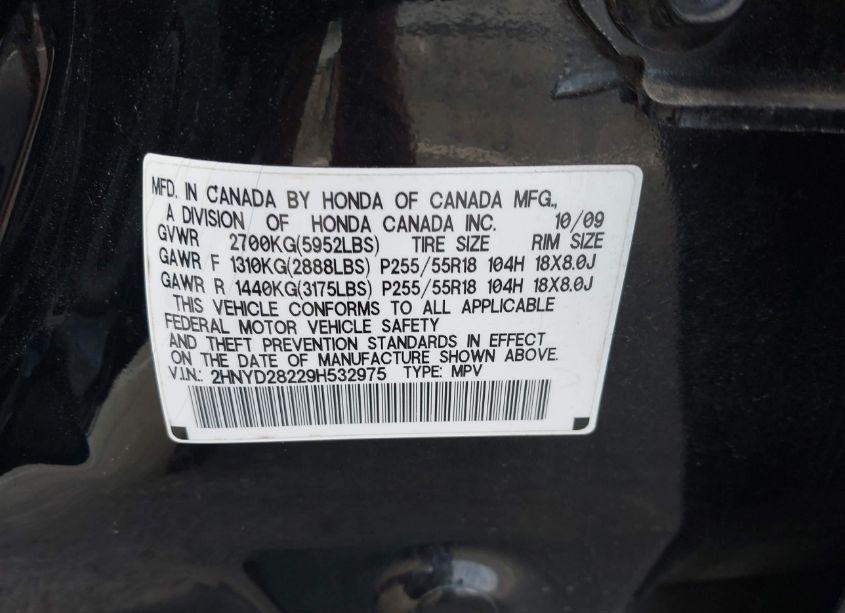 MFD. IN CANADA BY HONDA OF CANADA MFG.,
A DIVISION OF HONDA CANADA INC. 10/09
GVWR 2700KG(5952LBS) TIRE SIZE RIM SIZE
GAWR F 1310KG(2888LBS) P255/55R18 104H 18X8.0J
GAWR R 1440KG(3175LBS) P255/55R18 104H 18X8.0J
THIS VEHICLE CONFORMS TO ALL APPLICABLE
FEDERAL MOTOR VEHICLE SAFETY
AND THEFT PREVENTION STANDARDS IN EFFECT
ON THE DATE OF MANUFACTURE SHOWN ABOVE.
V.I.N.: 2HNYD28229H532975 TYPE: MPV